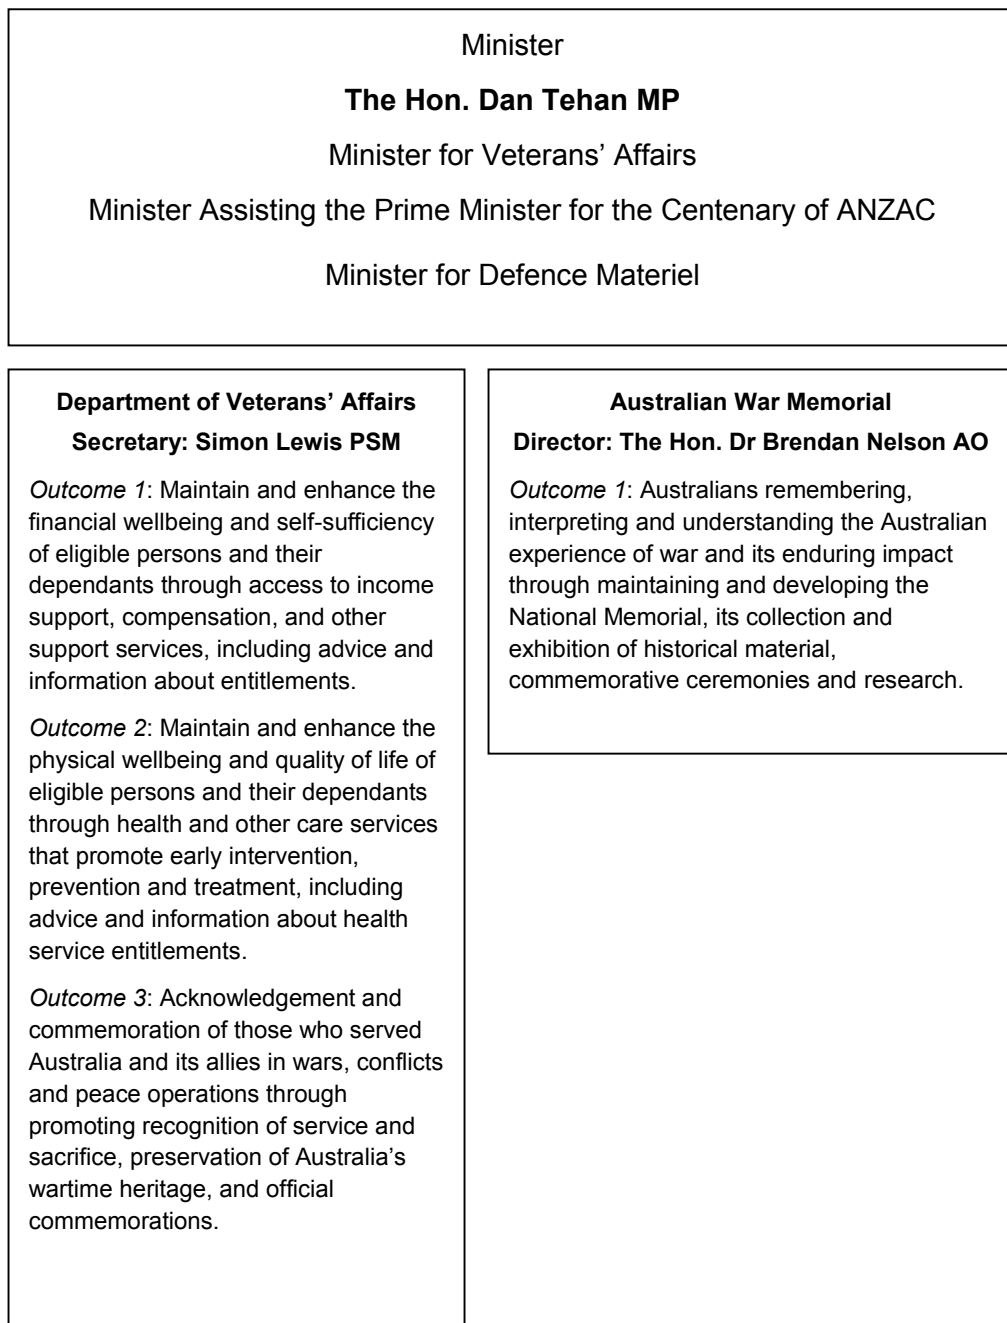 Minister
The Hon. Dan Tehan MP
Minister for Veterans’ Affairs
Minister Assisting the Prime Minister for the Centenary of ANZAC
Minister for Defence Materiel
Department of Veterans’ Affairs
Secretary: Simon Lewis PSM
Outcome 1: Maintain and enhance the
financial wellbeing and self-sufficiency
of eligible persons and their
dependants through access to income
support, compensation, and other
support services, including advice and
information about entitlements.
Outcome 2: Maintain and enhance the
physical wellbeing and quality of life of
eligible persons and their dependants
through health and other care services
that promote early intervention,
prevention and treatment, including
advice and information about health
service entitlements.
Outcome 3: Acknowledgement and
commemoration of those who served
Australia and its allies in wars, conflicts
and peace operations through
promoting recognition of service and
sacrifice, preservation of Australia’s
wartime heritage, and official
commemorations.
Australian War Memorial
Director: The Hon. Dr Brendan Nelson AO
Outcome 1: Australians remembering,
interpreting and understanding the Australian
experience of war and its enduring impact
through maintaining and developing the
National Memorial, its collection and
exhibition of historical material,
commemorative ceremonies and research.